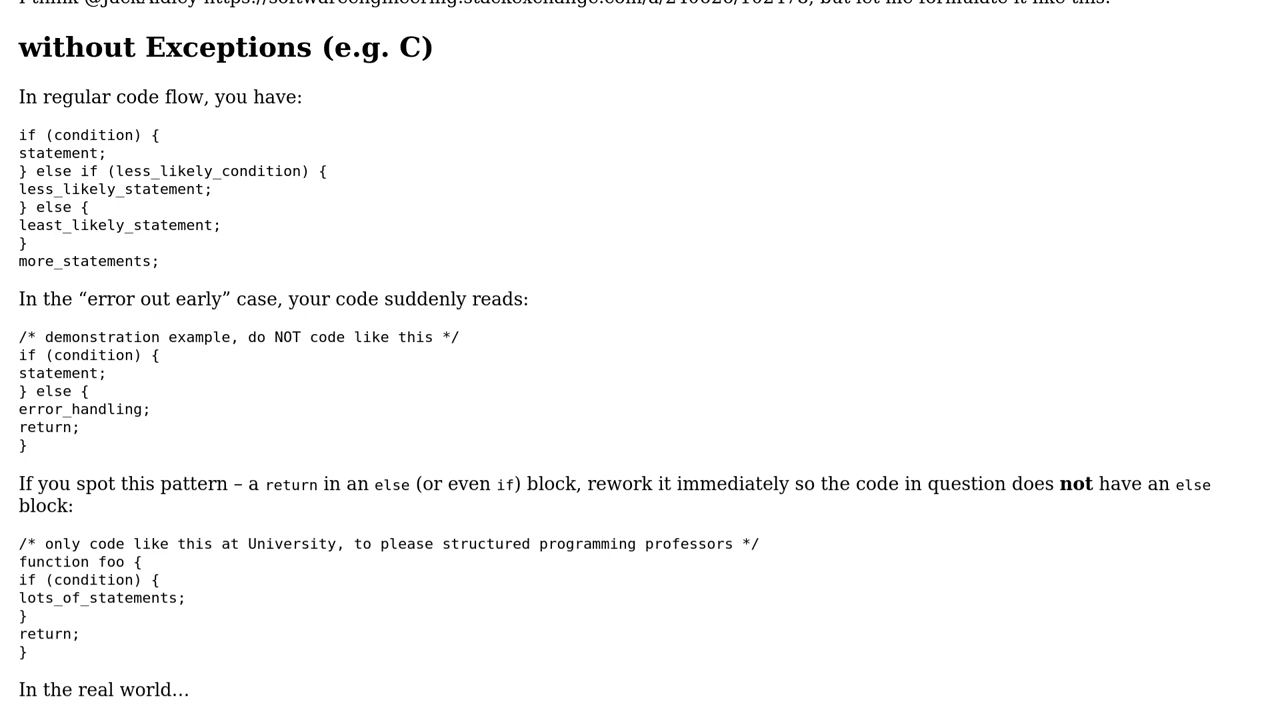 without Exceptions (e.g. C)
In regular code flow, you have:
if (condition) {
statement;
} else if (less_likely_condition) {
less_likely_statement;
} else {
least_likely_statement;
}
more_statements;
In the “error out early” case, your code suddenly reads:
/* demonstration example, do NOT code like this */
if (condition) {
statement;
} else {
error_handling;
return;
}
If you spot this pattern – a return in an else (or even if) block, rework it immediately so the code in question does not have an else
block:
/* only code like this at University, to please structured programming professors */
function foo {
if (condition) {
lots_of_statements;
}
return;
}
In the real world…